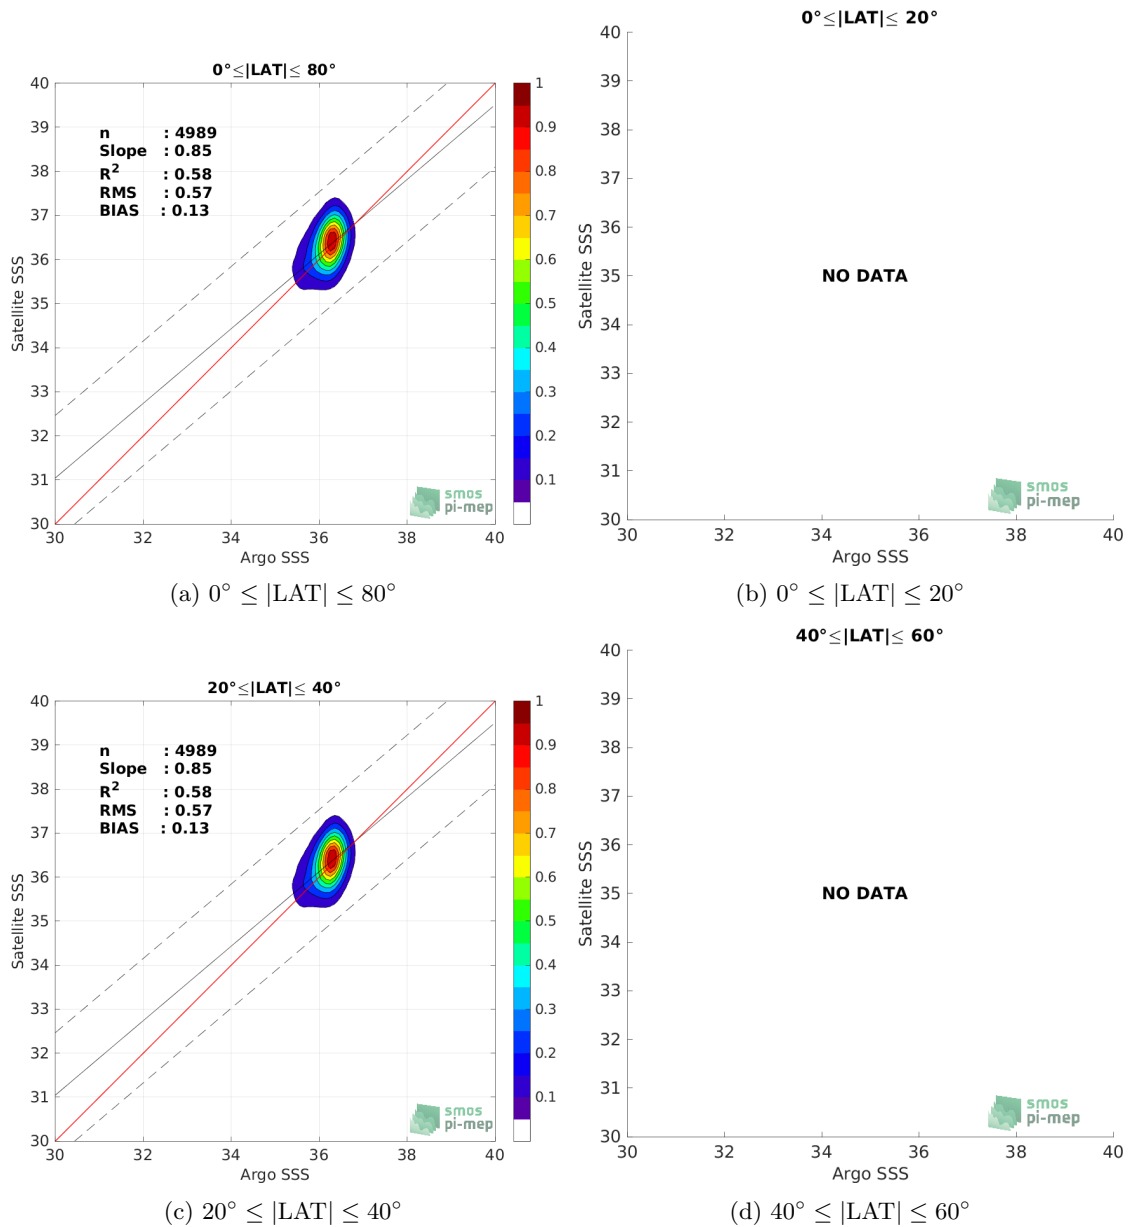 0°≤|LAT|≤ 80°
40
39
38
37
36
35
34
33
32
31
30
Satellite SSS
n : 4989
Slope : 0.85
R² : 0.58
RMS : 0.57
BIAS : 0.13
smos
pi-mep
30 32 34 36 38 40
Argo SSS
1
0.9
0.8
0.7
0.6
0.5
0.4
0.3
0.2
0.1
(a) 0° ≤ |LAT| ≤ 80°
0°≤|LAT|≤ 20°
40
39
38
37
36
35
34
33
32
31
30
Satellite SSS
NO DATA
smos
pi-mep
30 32 34 36 38 40
Argo SSS
(b) 0° ≤ |LAT| ≤ 20°
20°≤|LAT|≤ 40°
40
39
38
37
36
35
34
33
32
31
30
Satellite SSS
n : 4989
Slope : 0.85
R² : 0.58
RMS : 0.57
BIAS : 0.13
smos
pi-mep
30 32 34 36 38 40
Argo SSS
1
0.9
0.8
0.7
0.6
0.5
0.4
0.3
0.2
0.1
(c) 20° ≤ |LAT| ≤ 40°
40°≤|LAT|≤ 60°
40
39
38
37
36
35
34
33
32
31
30
Satellite SSS
NO DATA
smos
pi-mep
30 32 34 36 38 40
Argo SSS
(d) 40° ≤ |LAT| ≤ 60°